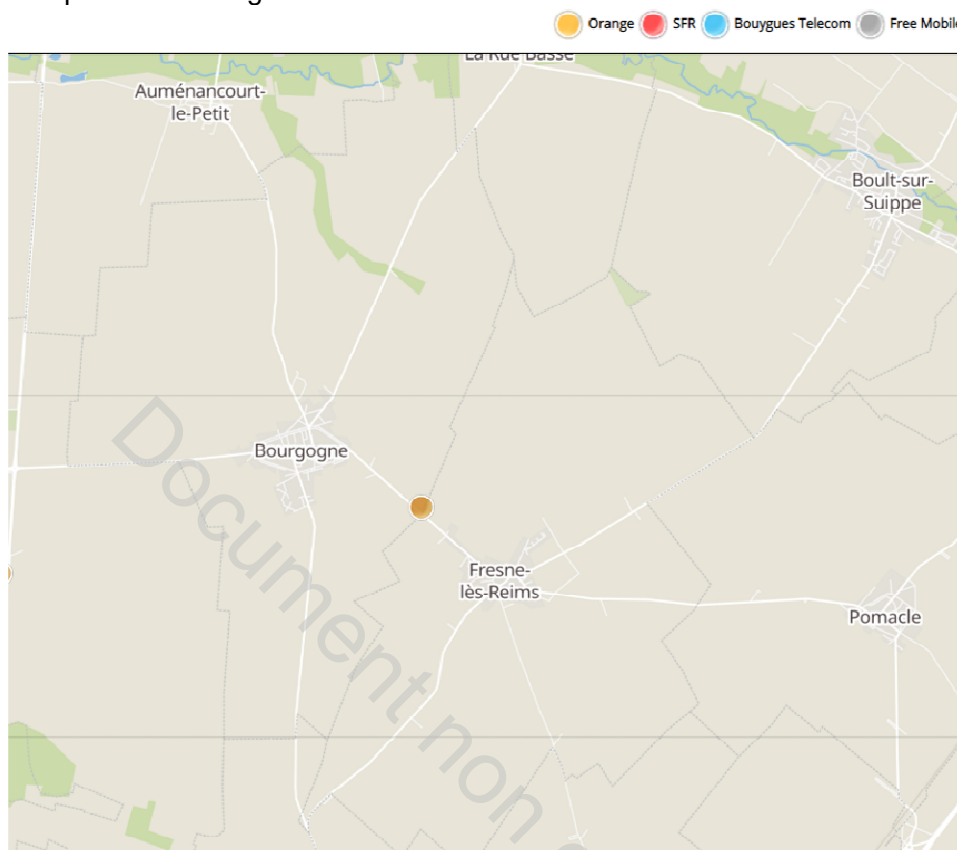 Orange SFR Bouygues Telecom Free Mobile
La Rue Basse
Auménancourt-
le-Petit
Boult-sur-
Suippe
Bourgogne
Fresne-
lès-Reims
Pomacle
Document non